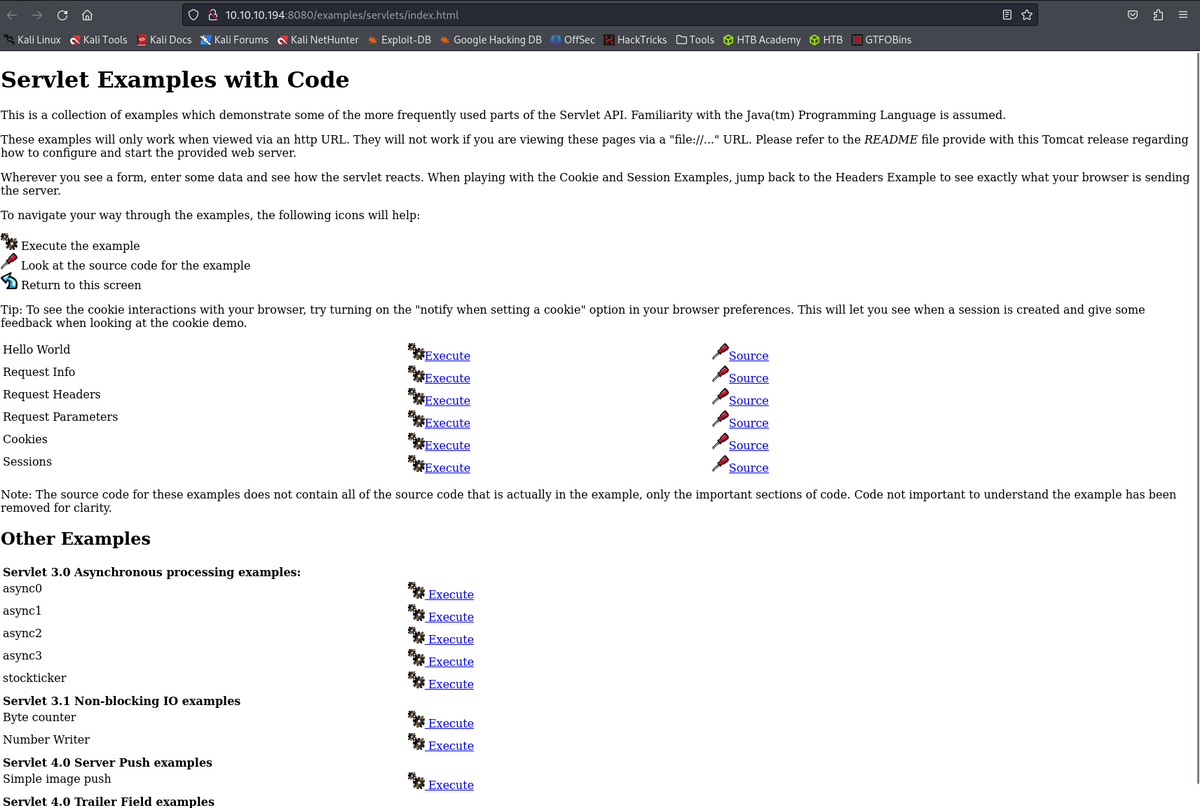 10.10.10.194:8080/examples/servlets/index.html
Kali Linux Kali Tools Kali Docs Kali Forums Kali NetHunter Exploit-DB Google Hacking DB OffSec HackTricks Tools HTB Academy HTB GTFOBins
Servlet Examples with Code
This is a collection of examples which demonstrate some of the more frequently used parts of the Servlet API. Familiarity with the Java(tm) Programming Language is assumed.
These examples will only work when viewed via an http URL. They will not work if you are viewing these pages via a "file://..." URL. Please refer to the README file provide with this Tomcat release regarding
how to configure and start the provided web server.
Wherever you see a form, enter some data and see how the servlet reacts. When playing with the Cookie and Session Examples, jump back to the Headers Example to see exactly what your browser is sending
the server.
To navigate your way through the examples, the following icons will help:
Execute the example
Look at the source code for the example
Return to this screen
Tip: To see the cookie interactions with your browser, try turning on the "notify when setting a cookie" option in your browser preferences. This will let you see when a session is created and give some
feedback when looking at the cookie demo.
Hello World Execute Source
Request Info Execute Source
Request Headers Execute Source
Request Parameters Execute Source
Cookies Execute Source
Sessions Execute Source
Note: The source code for these examples does not contain all of the source code that is actually in the example, only the important sections of code. Code not important to understand the example has been
removed for clarity.
Other Examples
Servlet 3.0 Asynchronous processing examples:
async0 Execute
async1 Execute
async2 Execute
async3 Execute
stockticker Execute
Servlet 3.1 Non-blocking IO examples
Byte counter Execute
Number Writer Execute
Servlet 4.0 Server Push examples
Simple image push Execute
Servlet 4.0 Trailer Field examples